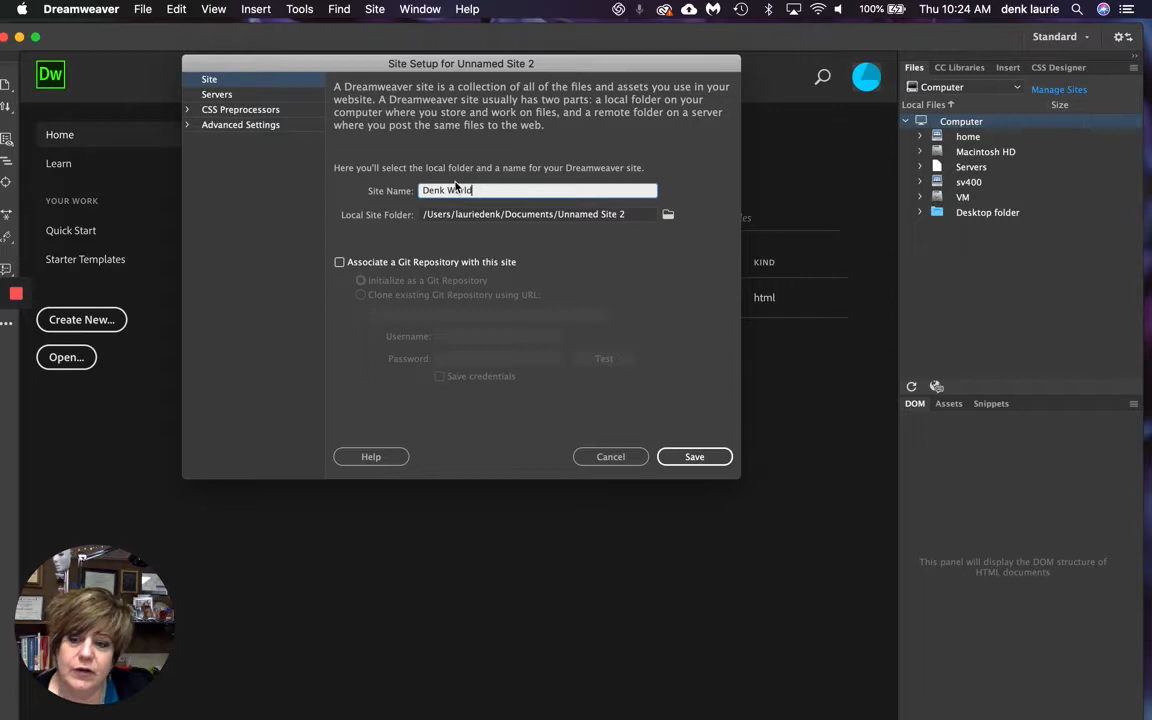 Dreamweaver File Edit View Insert Tools Find Site Window Help 100% Thu 10:24 AM denk laurie
Standard
Dw
Site Setup for Unnamed Site 2
Site
Servers
CSS Preprocessors
Advanced Settings
A Dreamweaver site is a collection of all of the files and assets you use in your
website. A Dreamweaver site usually has two parts: a local folder on your
computer where you store and work on files, and a remote folder on a server
where you post the same files to the web.
Here you'll select the local folder and a name for your Dreamweaver site.
Site Name: Denk World
Local Site Folder: /Users/lauriedenk/Documents/Unnamed Site 2
Associate a Git Repository with this site
Initialize as a Git Repository
Clone existing Git Repository using URL:
Username:
Password:
Test
Save credentials
Help
Cancel
Save
Home
Learn
YOUR WORK
Quick Start
Starter Templates
Create New...
Open...
KIND
html
Files CC Libraries Insert CSS Designer
Computer
Manage Sites
Local Files Size
Computer
home
Macintosh HD
Servers
sv400
VM
Desktop folder
DOM Assets Snippets
This panel will display the DOM structure of
HTML documents